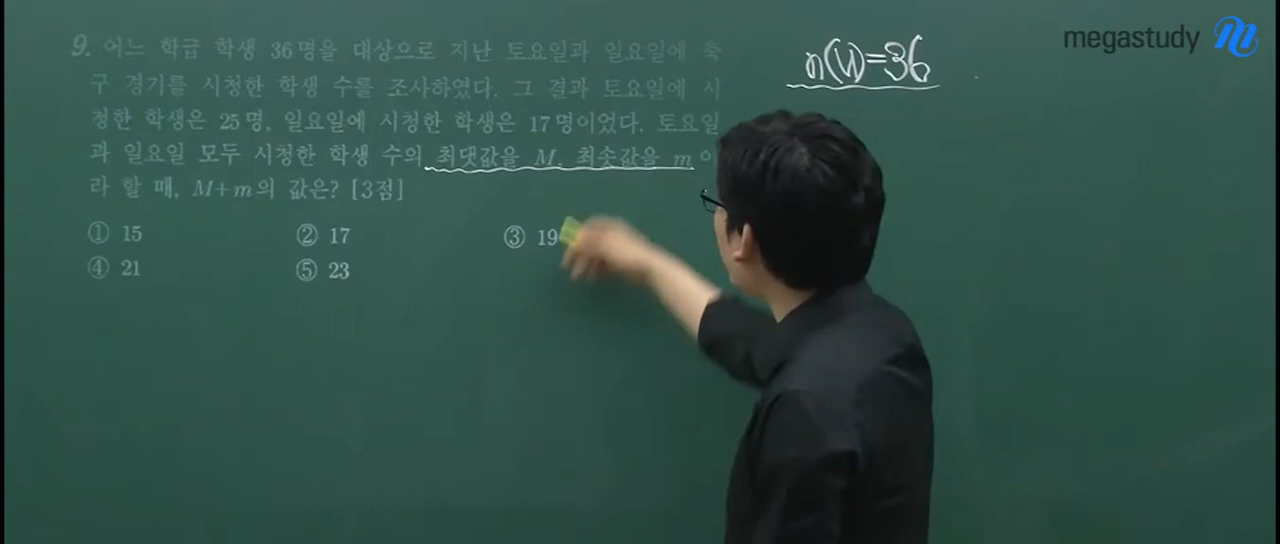 megastudy
9. 어느 학급 학생 36명을 대상으로 지난 토요일과 일요일에 축
구 경기를 시청한 학생 수를 조사하였다. 그 결과 토요일에 시
청한 학생은 25명, 일요일에 시청한 학생은 17명이었다. 토요일
과 일요일 모두 시청한 학생 수의 최댓값을 M, 최솟값을 m이
라 할 때, M+m의 값은? [3점]
① 15 ② 17 ③ 19
④ 21 ⑤ 23
n(U)=36